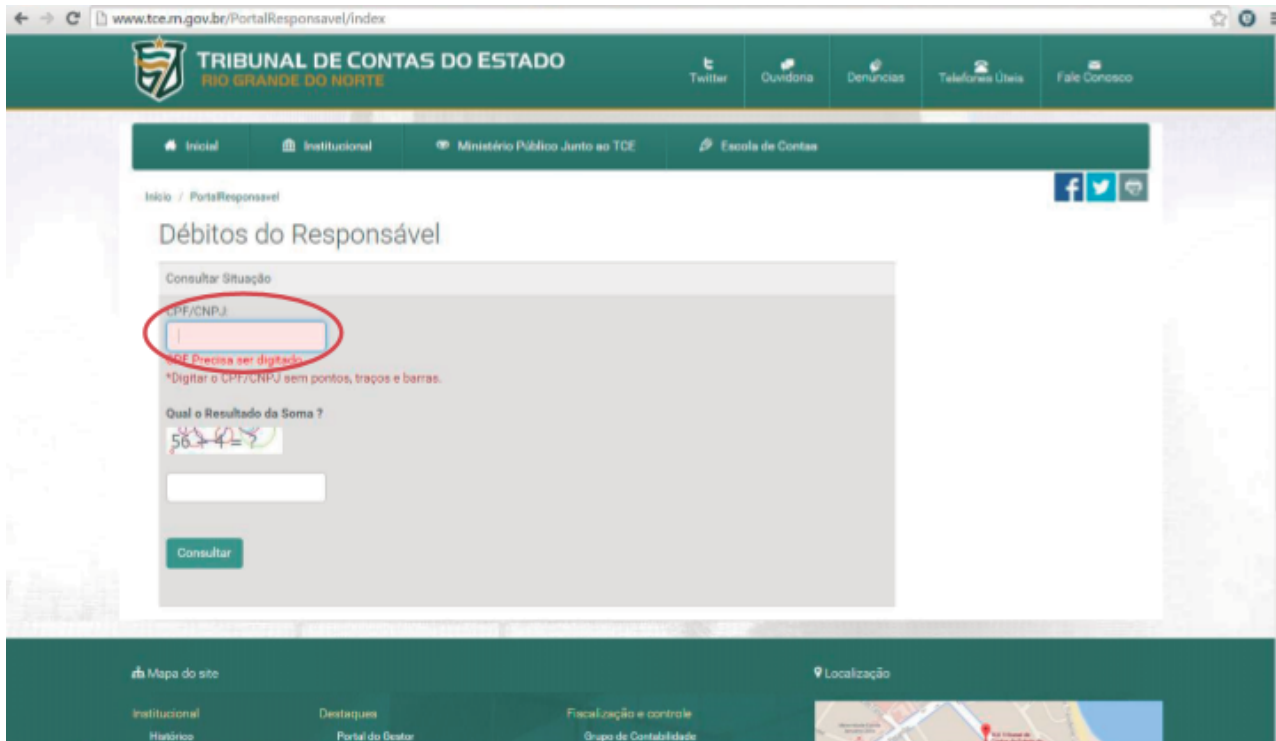 www.tce.rn.gov.br/PortalResponsavel/index
TRIBUNAL DE CONTAS DO ESTADO
RIO GRANDE DO NORTE
Twitter
Ouvidoria
Denúncias
Telefones Úteis
Fale Conosco
Inicial
Institucional
Ministério Público Junto ao TCE
Escola de Contas
Início / PortalResponsavel
Débitos do Responsável
Consultar Situação
CPF/CNPJ:
CPF Precisa ser digitado
*Digitar o CPF/CNPJ sem pontos, traços e barras.
Qual o Resultado da Soma ?
56 + 4 = ?
Consultar
Mapa do site
Localização
Institucional
Destaques
Fiscalização e controle
Histórico
Portal do Gestor
Grupo de Contabilidade